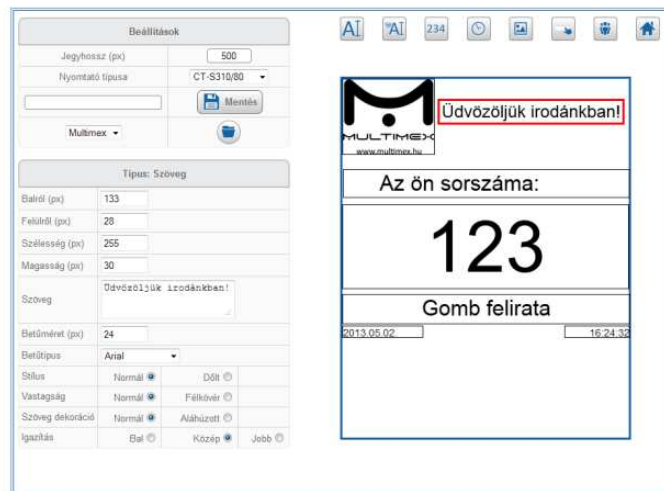 Beállítások
Jegyhossz (px) 500
Nyomtató típusa CT-S310/80
Mentés
Multimex
Típus: Szöveg
Balról (px) 133
Felülről (px) 28
Szélesség (px) 255
Magasság (px) 30
Szöveg Üdvözöljük irodánkban!
Betűméret (px) 24
Betűtípus Arial
Stílus Normál Dőlt
Vastagság Normál Félkövér
Szöveg dekoráció Normál Aláhúzott
Igazítás Bal Közép Jobb
AI AI 234
MULTIMEX
www.multimex.hu
Üdvözöljük irodánkban!
Az ön sorszáma:
123
Gomb felirata
2013.05.02. 16:24:32